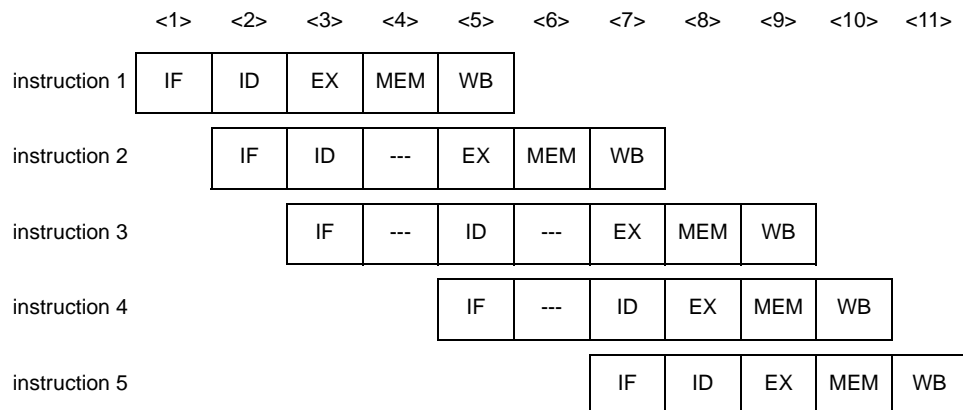 <1> <2> <3> <4> <5> <6> <7> <8> <9> <10> <11>
instruction 1 IF ID EX MEM WB
instruction 2 IF ID --- EX MEM WB
instruction 3 IF --- ID --- EX MEM WB
instruction 4 IF --- ID EX MEM WB
instruction 5 IF ID EX MEM WB